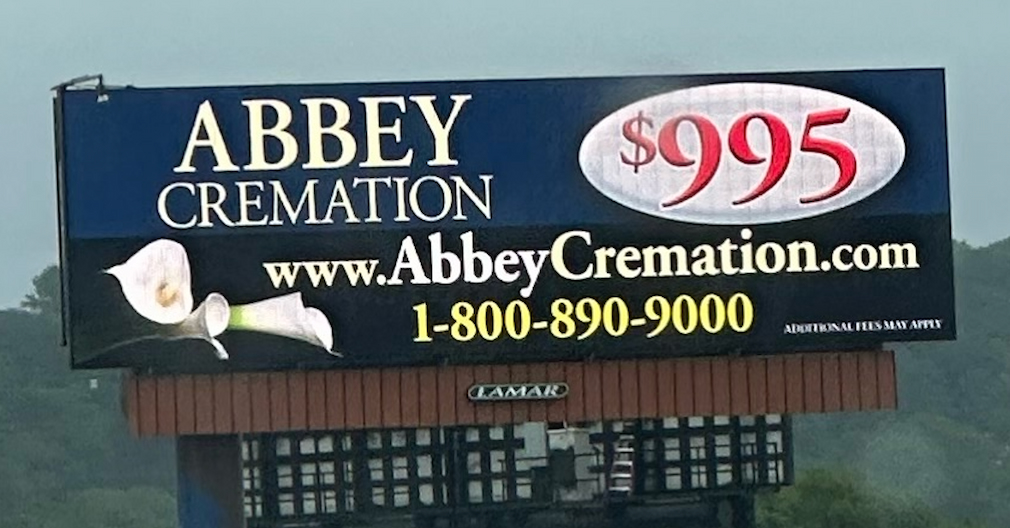 ABBEY
CREMATION
$995
www.AbbeyCremation.com
1-800-890-9000
ADDITIONAL FEES MAY APPLY
LAMAR